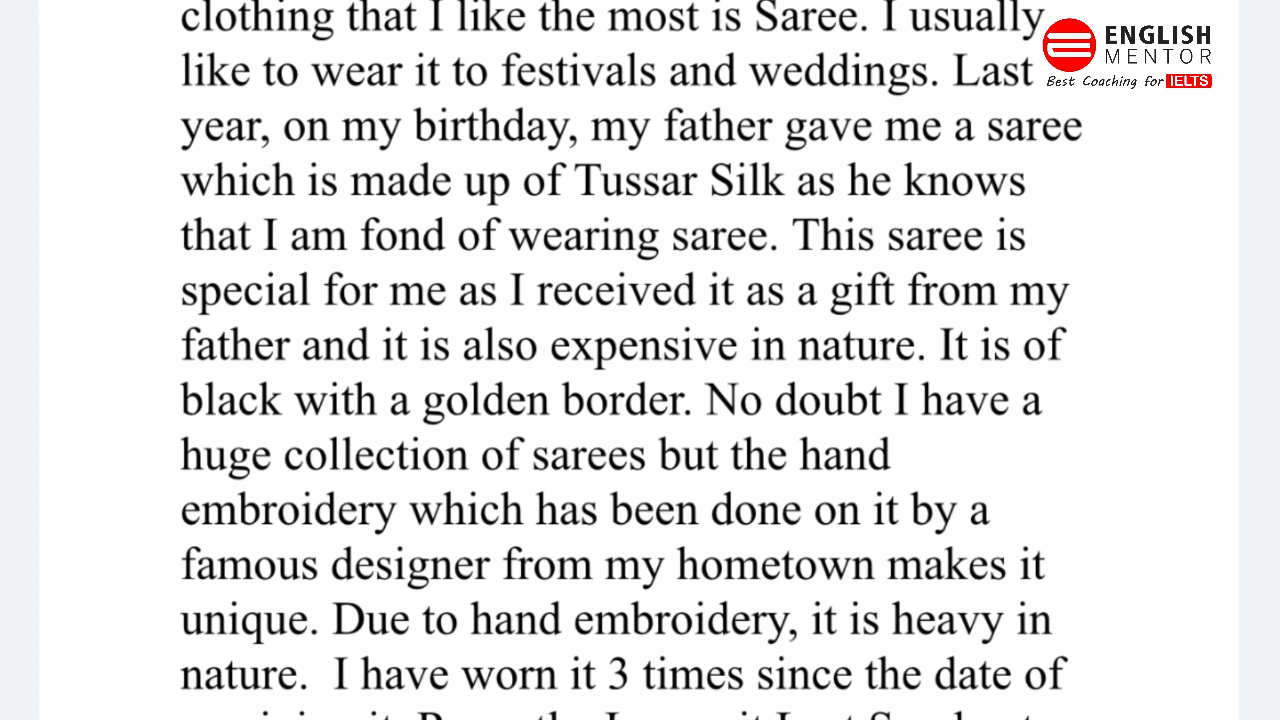 clothing that I like the most is Saree. I usually
like to wear it to festivals and weddings. Last
year, on my birthday, my father gave me a saree
which is made up of Tussar Silk as he knows
that I am fond of wearing saree. This saree is
special for me as I received it as a gift from my
father and it is also expensive in nature. It is of
black with a golden border. No doubt I have a
huge collection of sarees but the hand
embroidery which has been done on it by a
famous designer from my hometown makes it
unique. Due to hand embroidery, it is heavy in
nature. I have worn it 3 times since the date of
ENGLISH
MENTOR
Best Coaching for IELTS